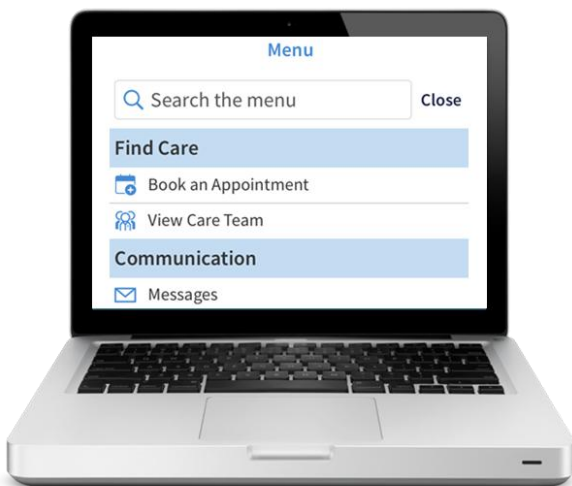 Menu
Search the menu
Close
Find Care
Book an Appointment
View Care Team
Communication
Messages